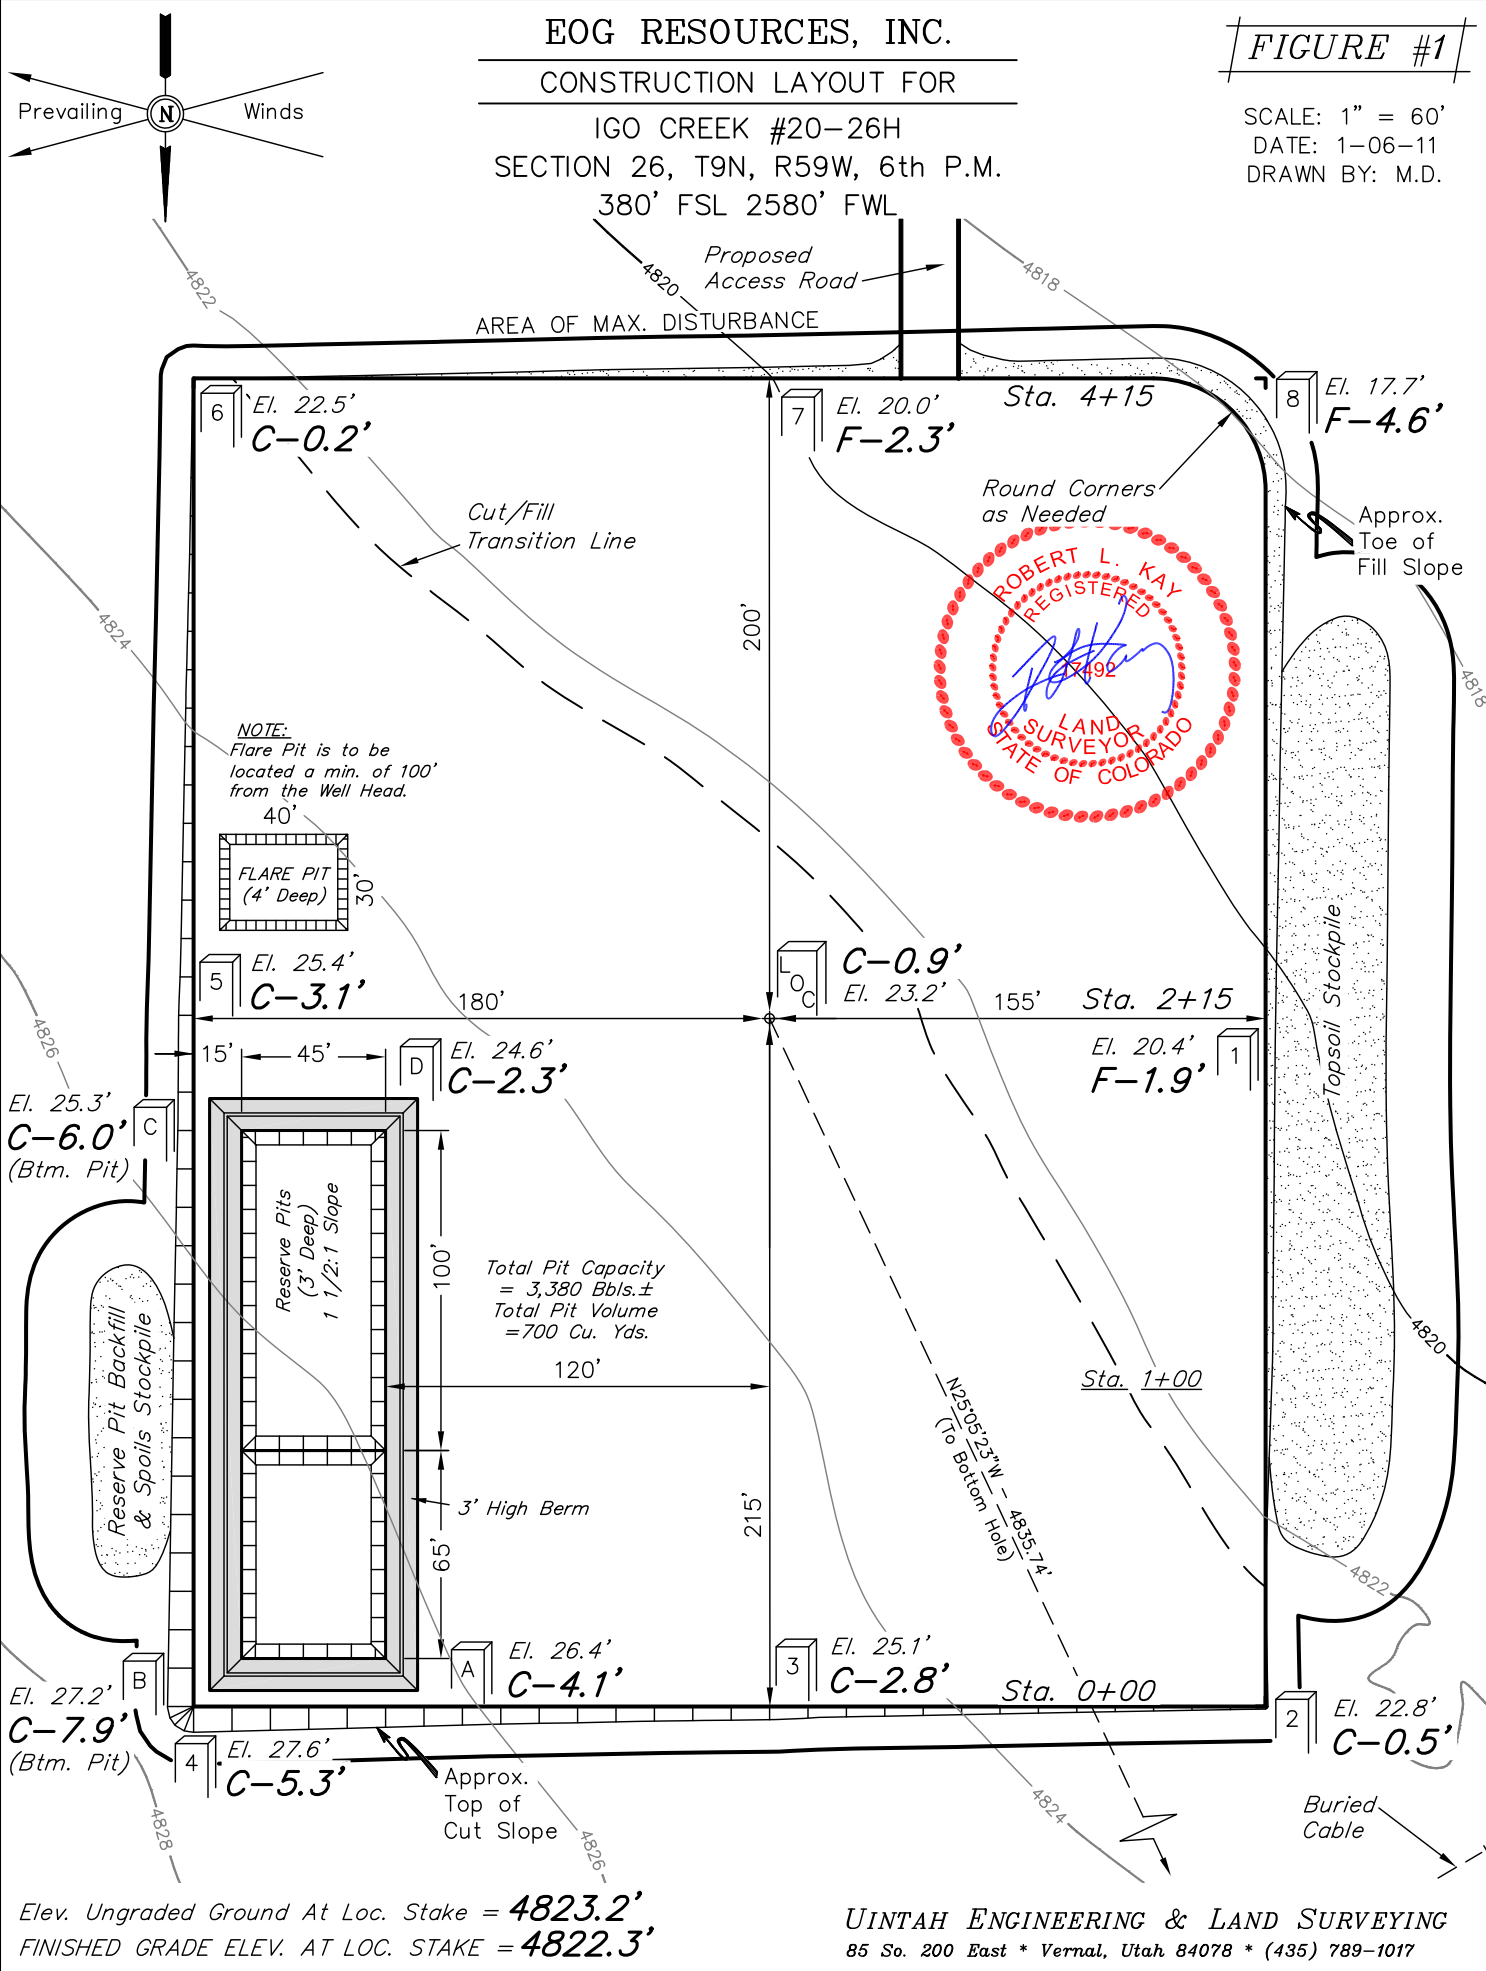 EOG RESOURCES, INC.
CONSTRUCTION LAYOUT FOR
IGO CREEK #20-26H
SECTION 26, T9N, R59W, 6th P.M.
380' FSL 2580' FWL
FIGURE #1
SCALE: 1" = 60'
DATE: 1-06-11
DRAWN BY: M.D.
Prevailing
N
Winds
4822
4820
4818
Proposed
Access Road
AREA OF MAX. DISTURBANCE
6
El. 22.5'
C-0.2'
7
El. 20.0'
F-2.3'
Sta. 4+15
8
El. 17.7'
F-4.6'
Cut/Fill
Transition Line
Round Corners
as Needed
Approx.
Toe of
Fill Slope
4824
200'
ROBERT L. KAY
REGISTERED
17492
LAND
SURVEYOR
STATE OF COLORADO
4818
NOTE:
Flare Pit is to be
located a min. of 100'
from the Well Head.
40'
FLARE PIT
(4' Deep)
30'
Topsoil Stockpile
5
El. 25.4'
C-3.1'
180'
LOC
C-0.9'
El. 23.2'
155'
Sta. 2+15
4826
15'
45'
D
El. 24.6'
C-2.3'
El. 20.4'
F-1.9'
1
El. 25.3'
C-6.0'
(Btm. Pit)
C
Reserve Pits
(3' Deep)
1 1/2:1 Slope
100'
Total Pit Capacity
= 3,380 Bbls.±
Total Pit Volume
=700 Cu. Yds.
120'
Reserve Pit Backfill
& Spoils Stockpile
4820
Sta. 1+00
N25°05'23"W - 4835.74'
(To Bottom Hole)
3' High Berm
65'
215'
4822
B
El. 27.2'
C-7.9'
(Btm. Pit)
A
El. 26.4'
C-4.1'
3
El. 25.1'
C-2.8'
Sta. 0+00
2
El. 22.8'
C-0.5'
4
El. 27.6'
C-5.3'
Approx.
Top of
Cut Slope
4828
4826
4824
Buried
Cable
Elev. Ungraded Ground At Loc. Stake = 4823.2'
FINISHED GRADE ELEV. AT LOC. STAKE = 4822.3'
UINTAH ENGINEERING & LAND SURVEYING
85 So. 200 East * Vernal, Utah 84078 * (435) 789-1017